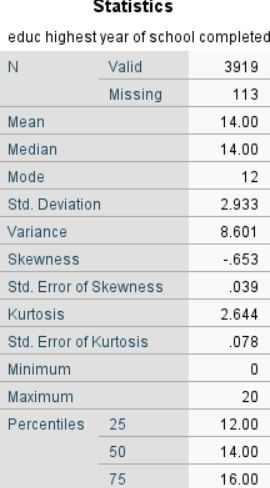 Statistics
educ highest year of school completed
N Valid 3919
Missing 113
Mean 14.00
Median 14.00
Mode 12
Std. Deviation 2.933
Variance 8.601
Skewness -.653
Std. Error of Skewness .039
Kurtosis 2.644
Std. Error of Kurtosis .078
Minimum 0
Maximum 20
Percentiles 25 12.00
50 14.00
75 16.00